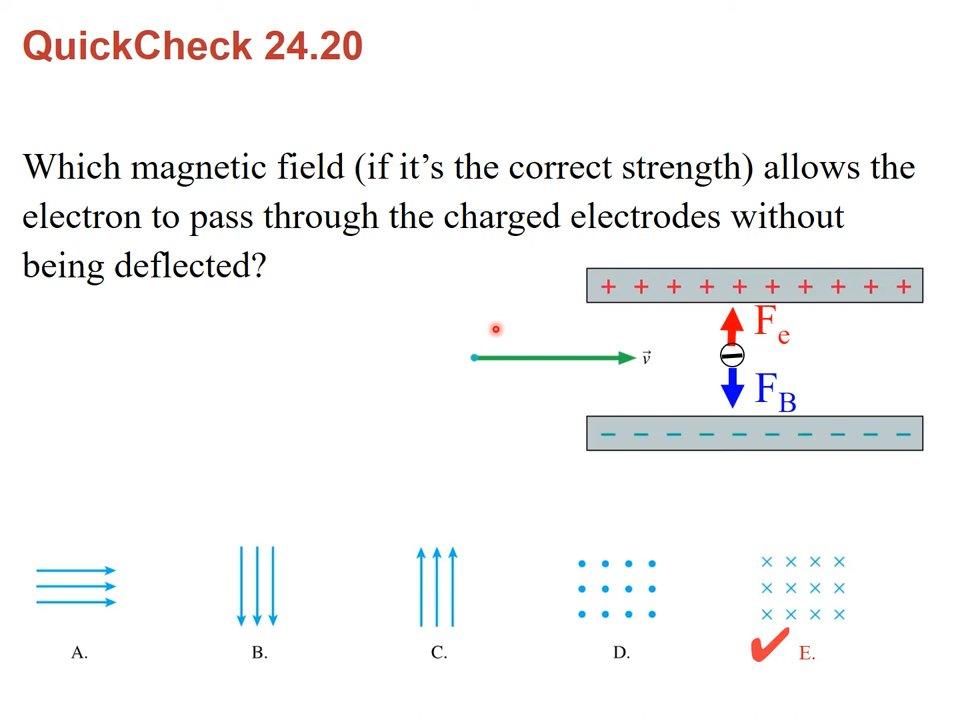 QuickCheck 24.20
Which magnetic field (if it’s the correct strength) allows the
electron to pass through the charged electrodes without
being deflected?
+ + + + + + + + + +
Fe
v⃗
−
FB
− − − − − − − − − −
× × × ×
× × × ×
× × × ×
A. B. C. D. E.